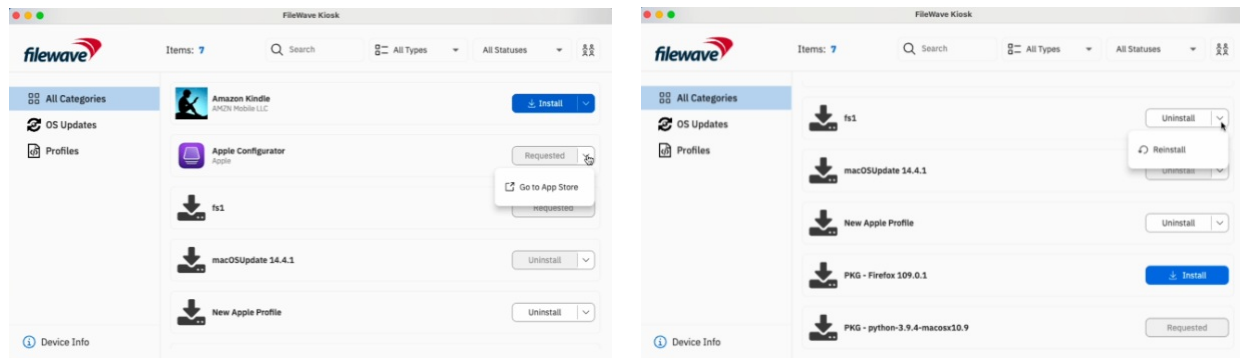 FileWave Kiosk
filewave
Items: 7
Search
All Types
All Statuses
All Categories
OS Updates
Profiles
Amazon Kindle
AMZN Mobile LLC
Install
Apple Configurator
Apple
Requested
Go to App Store
fs1
Requested
macOSUpdate 14.4.1
Uninstall
New Apple Profile
Uninstall
Device Info
FileWave Kiosk
filewave
Items: 7
Search
All Types
All Statuses
All Categories
OS Updates
Profiles
fs1
Uninstall
Reinstall
macOSUpdate 14.4.1
Uninstall
New Apple Profile
Uninstall
PKG - Firefox 109.0.1
Install
PKG - python-3.9.4-macosx10.9
Requested
Device Info